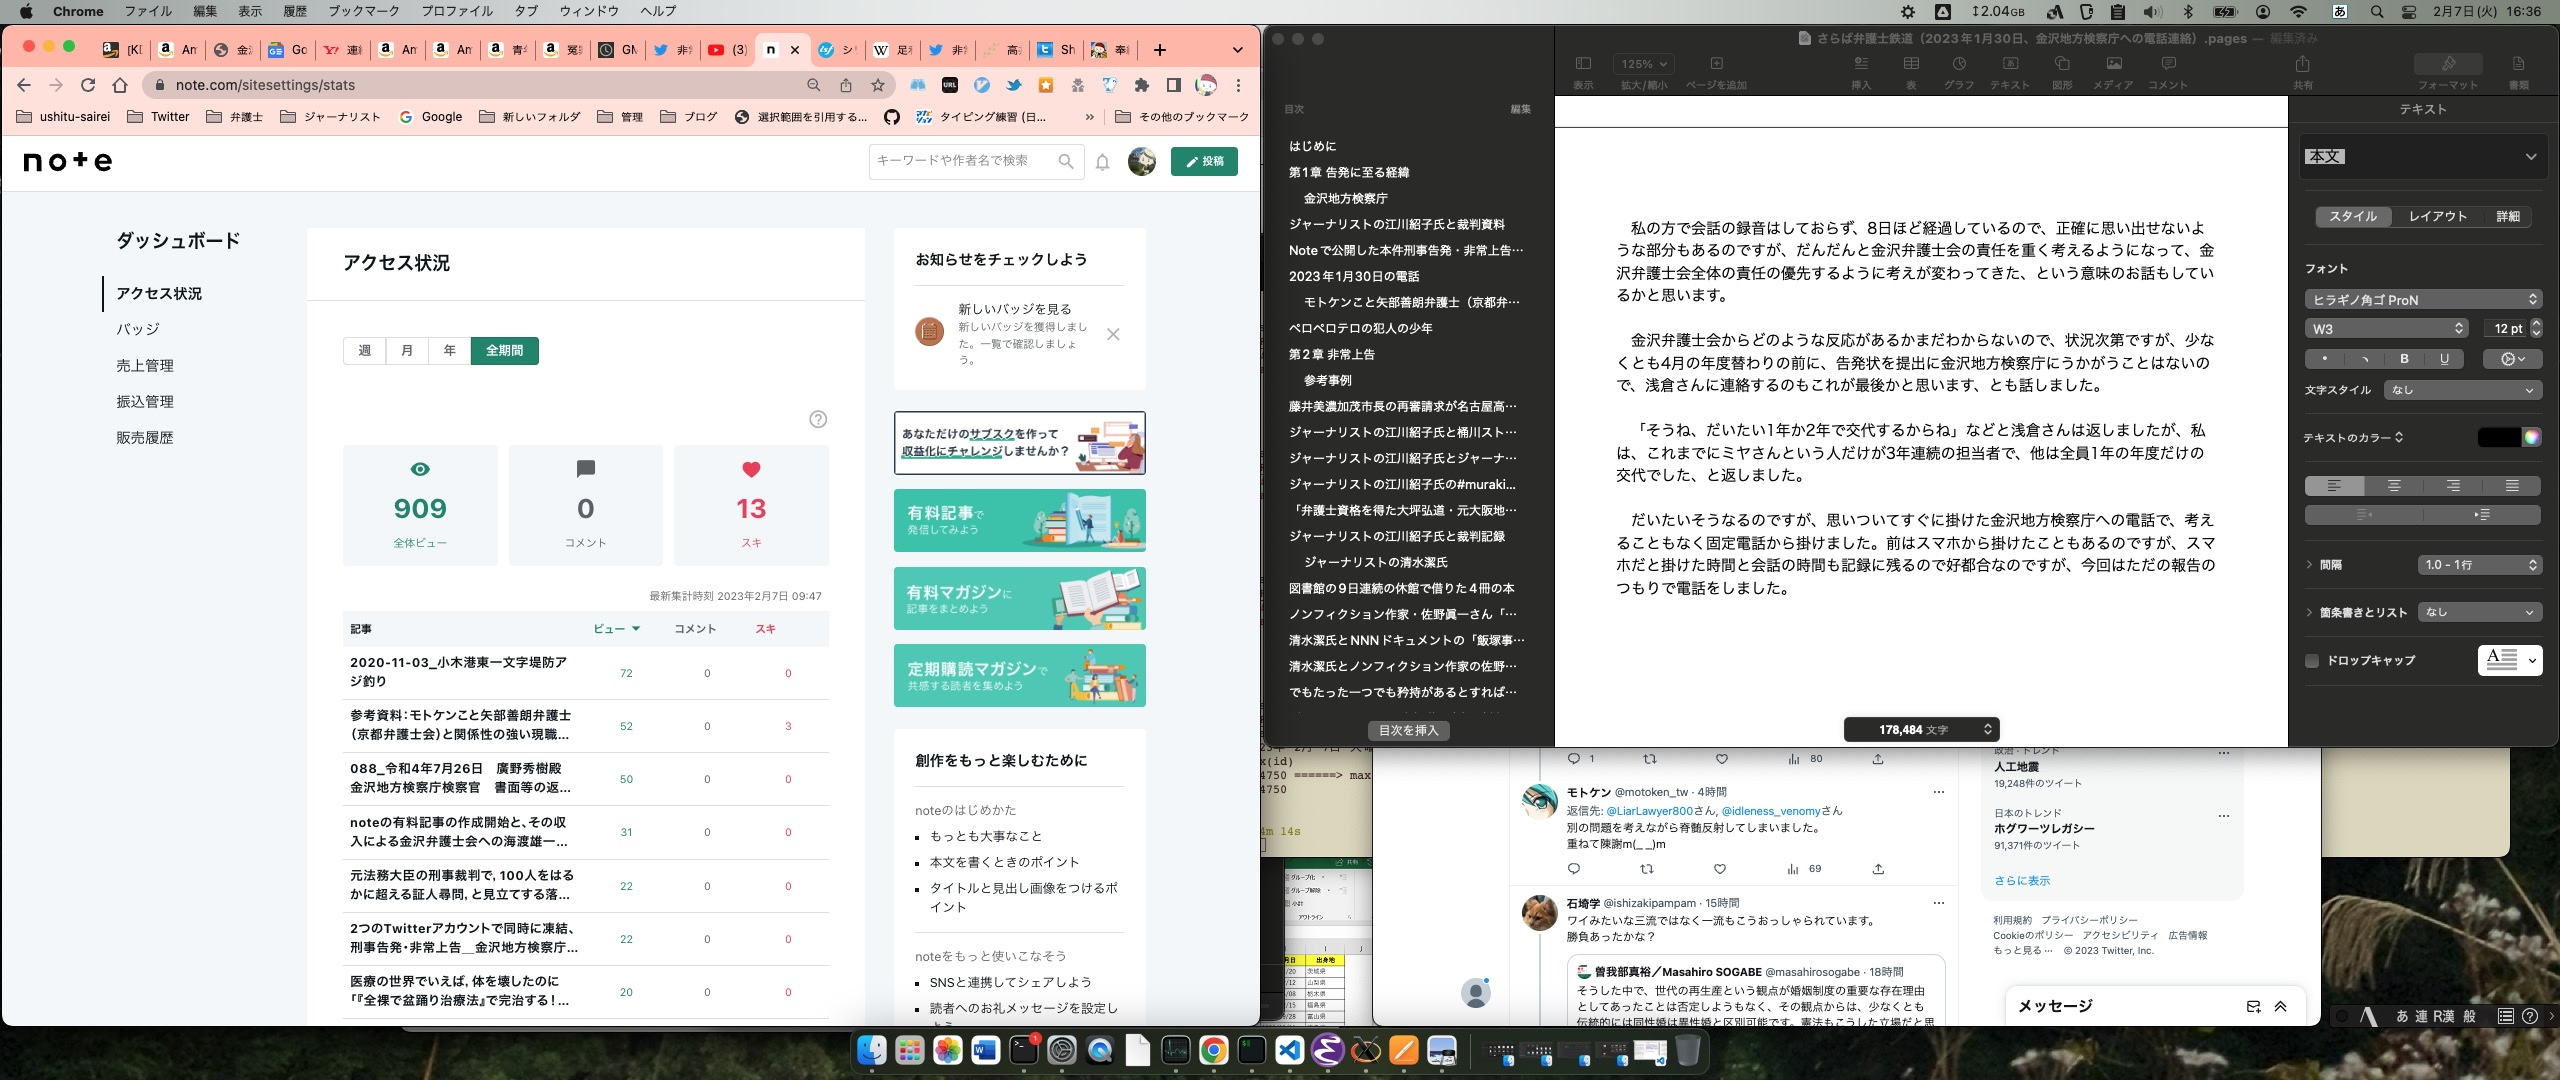 Chrome ファイル 編集 表示 履歴 ブックマーク プロファイル タブ ウィンドウ ヘルプ
2.04GB あ 2月7日(火) 16:36
note.com/sitesettings/stats
ushitu-sairei Twitter 弁護士 ジャーナリスト Google 新しいフォルダ 管理 ブログ 選択範囲を引用する... タイピング練習 (日... » その他のブックマーク
note
キーワードや作者名で検索
投稿
ダッシュボード
アクセス状況
バッジ
売上管理
振込管理
販売履歴
アクセス状況
週 月 年 全期間
909
全体ビュー
0
コメント
13
スキ
最新集計時刻 2023年2月7日 09:47
記事 ビュー コメント スキ
2020-11-03_小木港東一文字堤防アジ釣り 72 0 0
参考資料：モトケンこと矢部善朗弁護士（京都弁護士会）と関係性の強い現職... 52 0 3
088_令和4年7月26日 廣野秀樹殿 金沢地方検察庁検察官 書面等の返... 50 0 0
noteの有料記事の作成開始と、その収入による金沢弁護士会への海渡雄一... 31 0 0
元法務大臣の刑事裁判で，100人をはるかに超える証人尋問，と見立てする落... 22 0 0
2つのTwitterアカウントで同時に凍結、刑事告発・非常上告＿金沢地方検察庁... 22 0 0
医療の世界でいえば，体を壊したのに「『全裸で盆踊り治療法』で完治する！... 20 0 0
お知らせをチェックしよう
新しいバッジを見る
新しいバッジを獲得しました。一覧で確認しましょう。
あなただけのサブスクを作って
収益化にチャレンジしませんか？
有料記事で
発信してみよう
有料マガジンに
記事をまとめよう
定期購読マガジンで
共感する読者を集めよう
創作をもっと楽しむために
noteのはじめかた
もっとも大事なこと
本文を書くときのポイント
タイトルと見出し画像をつけるポイント
noteをもっと使いこなそう
SNSと連携してシェアしよう
読者へのお礼メッセージを設定し
さらば弁護士鉄道（2023年1月30日、金沢地方検察庁への電話連絡）.pages — 編集済み
125%
表示 拡大/縮小 ページを追加 挿入 表 グラフ テキスト 図形 メディア コメント 共有 フォーマット 書類
目次 編集
はじめに
第1章 告発に至る経緯
金沢地方検察庁
ジャーナリストの江川紹子氏と裁判資料
Noteで公開した本件刑事告発・非常上告…
2023年1月30日の電話
モトケンこと矢部善朗弁護士（京都弁…
ペロペロテロの犯人の少年
第2章 非常上告
参考事例
藤井美濃加茂市長の再審請求が名古屋高…
ジャーナリストの江川紹子氏と桶川スト…
ジャーナリストの江川紹子氏とジャーナ…
ジャーナリストの江川紹子氏の#muraki...
「弁護士資格を得た大坪弘道・元大阪地…
ジャーナリストの江川紹子氏と裁判記録
ジャーナリストの清水潔氏
図書館の9日連続の休館で借りた4冊の本
ノンフィクション作家・佐野眞一さん「…
清水潔氏とNNNドキュメントの「飯塚事…
清水潔氏とノンフィクション作家の佐野…
でもたった一つでも矜持があるとすれば…
目次を挿入
私の方で会話の録音はしておらず、8日ほど経過しているので、正確に思い出せないよ
うな部分もあるのですが、だんだんと金沢弁護士会の責任を重く考えるようになって、金
沢弁護士会全体の責任の優先するように考えが変わってきた、という意味のお話もしてい
るかと思います。
金沢弁護士会からどのような反応があるかまだわからないので、状況次第ですが、少な
くとも4月の年度替わりの前に、告発状を提出に金沢地方検察庁にうかがうことはないの
で、浅倉さんに連絡するのもこれが最後かと思います、とも話しました。
「そうね、だいたい1年か2年で交代するからね」などと浅倉さんは返しましたが、私
は、これまでにミヤさんという人だけが3年連続の担当者で、他は全員1年の年度だけの
交代でした、と返しました。
だいたいそうなるのですが、思いついてすぐに掛けた金沢地方検察庁への電話で、考え
ることもなく固定電話から掛けました。前はスマホから掛けたこともあるのですが、スマ
ホだと掛けた時間と会話の時間も記録に残るので好都合なのですが、今回はただの報告の
つもりで電話をしました。
178,484 文字
テキスト
本文
スタイル レイアウト 詳細
フォント
ヒラギノ角ゴ ProN
W3 12 pt
B U
文字スタイル なし
テキストのカラー
間隔 1.0 - 1行
箇条書きとリスト なし
ドロップキャップ
1 80
モトケン @motoken_tw · 4時間
返信先: @LiarLawyer800さん, @idleness_venomyさん
別の問題を考えながら脊髄反射してしまいました。
重ねて陳謝m(_ _)m
69
石埼学 @ishizakipampam · 15時間
ワイみたいな三流ではなく一流もこうおっしゃられています。
勝負あったかな？
曽我部真裕／Masahiro SOGABE @masahirosogabe · 18時間
そうした中で、世代の再生産という観点が婚姻制度の重要な存在理由
としてあったことは否定しようもなく、その観点からは、少なくとも
伝統的には同性婚は異性婚と区別可能です。憲法もこうした立場だと思
政治・トレンド
人工地震
19,248件のツイート
日本のトレンド
ホグワーツレガシー
91,371件のツイート
さらに表示
利用規約 プライバシーポリシー
Cookieのポリシー アクセシビリティ 広告情報
もっと見る… © 2023 Twitter, Inc.
メッセージ
あ 連 R漢 般